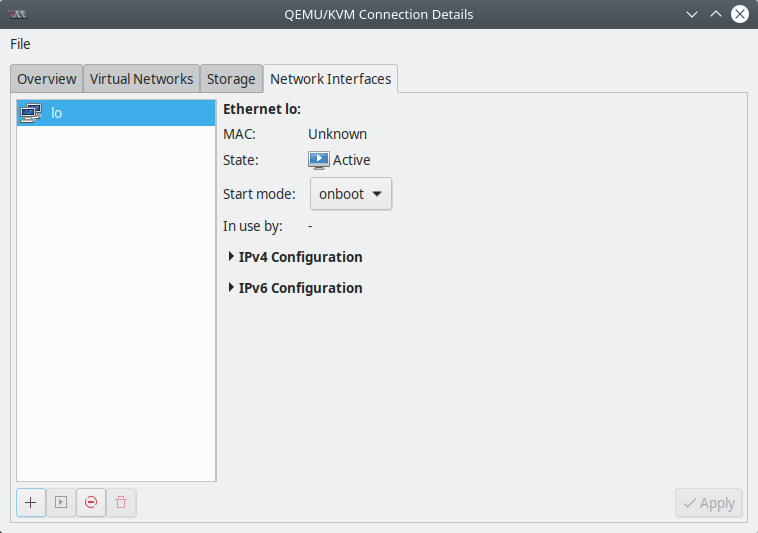 QEMU/KVM Connection Details
File
Overview Virtual Networks Storage Network Interfaces
lo
Ethernet lo:
MAC: Unknown
State: Active
Start mode: onboot
In use by: -
IPv4 Configuration
IPv6 Configuration
Apply